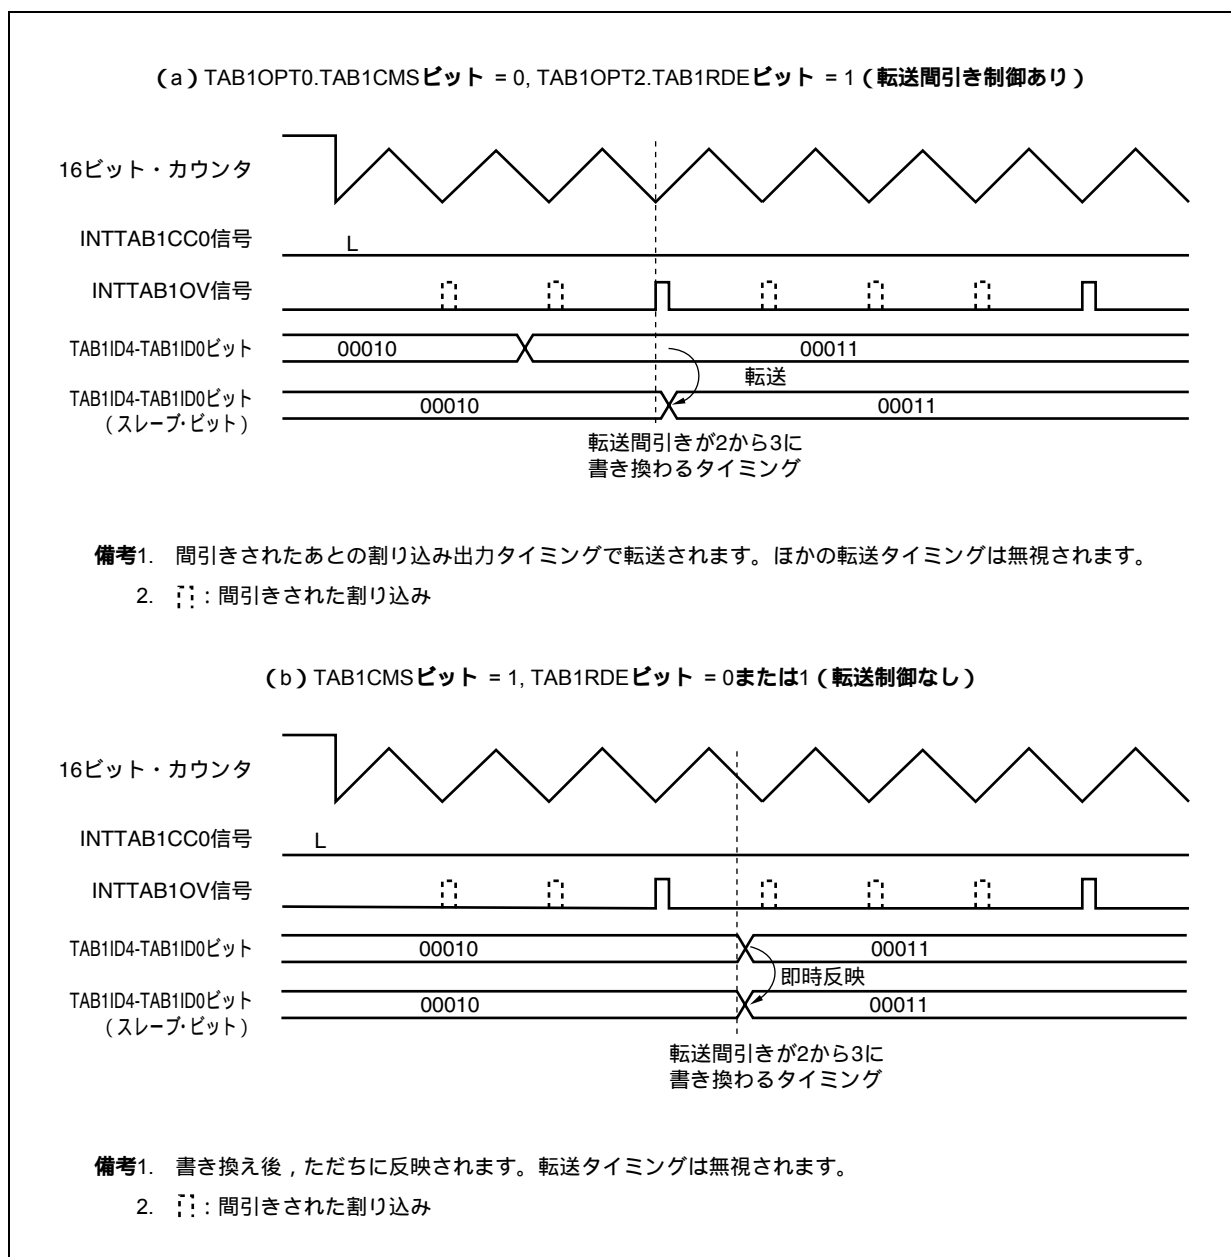 (a)TAB1OPT0.TAB1CMSビット = 0, TAB1OPT2.TAB1RDEビット = 1(転送間引き制御あり)
16ビット・カウンタ
INTTAB1CC0信号
L
INTTAB1OV信号
TAB1ID4-TAB1ID0ビット
00010
00011
転送
TAB1ID4-TAB1ID0ビット
(スレーブ・ビット)
00010
00011
転送間引きが2から3に
書き換わるタイミング
備考1. 間引きされたあとの割り込み出力タイミングで転送されます。ほかの転送タイミングは無視されます。
2. :間引きされた割り込み
(b)TAB1CMSビット = 1, TAB1RDEビット = 0または1(転送制御なし)
16ビット・カウンタ
INTTAB1CC0信号
L
INTTAB1OV信号
TAB1ID4-TAB1ID0ビット
00010
00011
即時反映
TAB1ID4-TAB1ID0ビット
(スレーブ・ビット)
00010
00011
転送間引きが2から3に
書き換わるタイミング
備考1. 書き換え後,ただちに反映されます。転送タイミングは無視されます。
2. :間引きされた割り込み